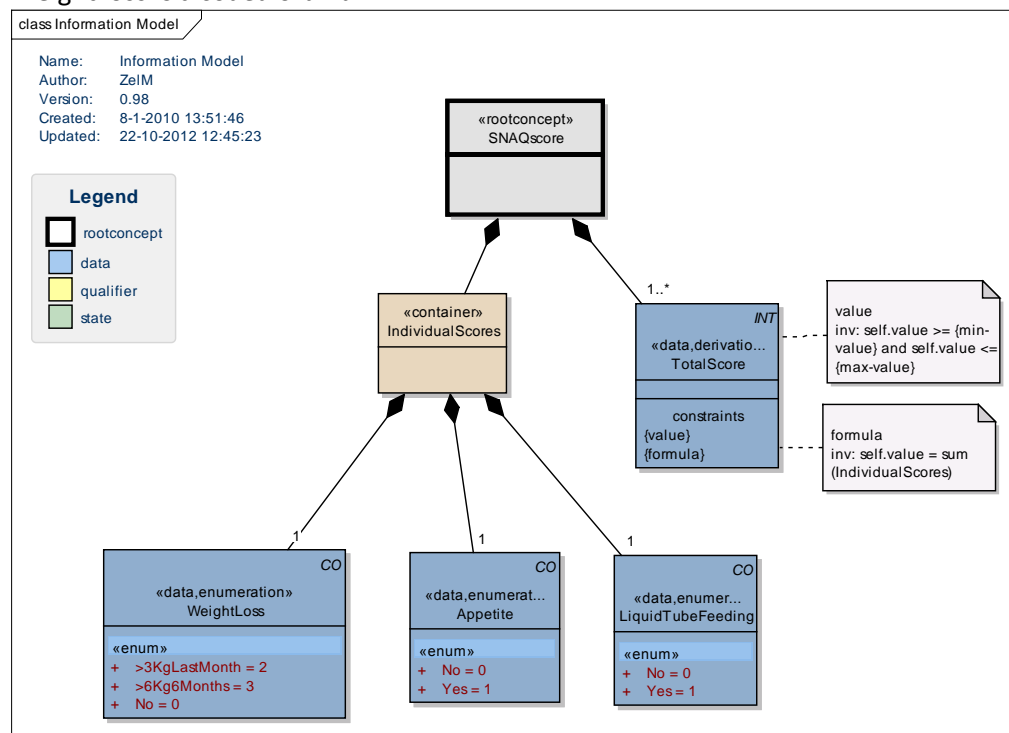 class Information Model
Name: Information Model
Author: ZelM
Version: 0.98
Created: 8-1-2010 13:51:46
Updated: 22-10-2012 12:45:23
Legend
rootconcept
data
qualifier
state
«rootconcept»
SNAQscore
«container»
IndividualScores
1..*
INT
«data,derivatio...
TotalScore
constraints
{value}
{formula}
value
inv: self.value >= {min-
value} and self.value <=
{max-value}
formula
inv: self.value = sum
(IndividualScores)
1
CO
«data,enumeration»
WeightLoss
«enum»
+ >3KgLastMonth = 2
+ >6Kg6Months = 3
+ No = 0
1
CO
«data,enumerat...
Appetite
«enum»
+ No = 0
+ Yes = 1
1
CO
«data,enumer...
LiquidTubeFeeding
«enum»
+ No = 0
+ Yes = 1